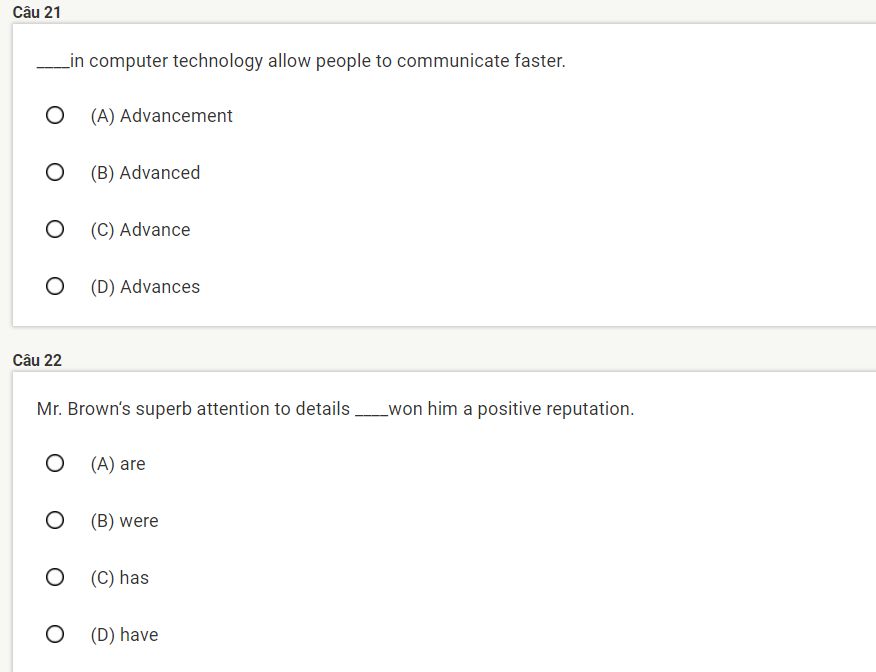 Câu 21
____in computer technology allow people to communicate faster.
(A) Advancement
(B) Advanced
(C) Advance
(D) Advances
Câu 22
Mr. Brown‘s superb attention to details ____won him a positive reputation.
(A) are
(B) were
(C) has
(D) have